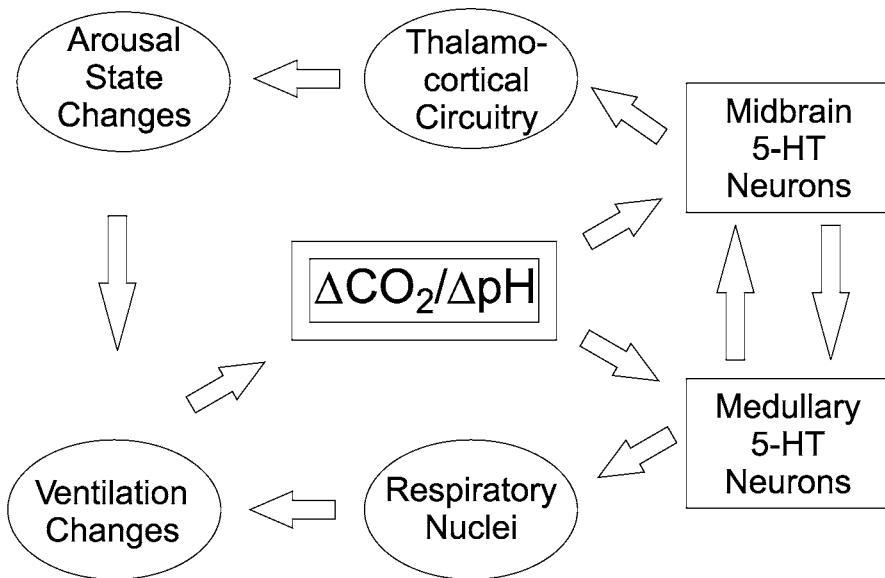 Arousal
State
Changes
Thalamo-
cortical
Circuitry
Midbrain
5-HT
Neurons
ΔCO₂/ΔpH
Medullary
5-HT
Neurons
Respiratory
Nuclei
Ventilation
Changes